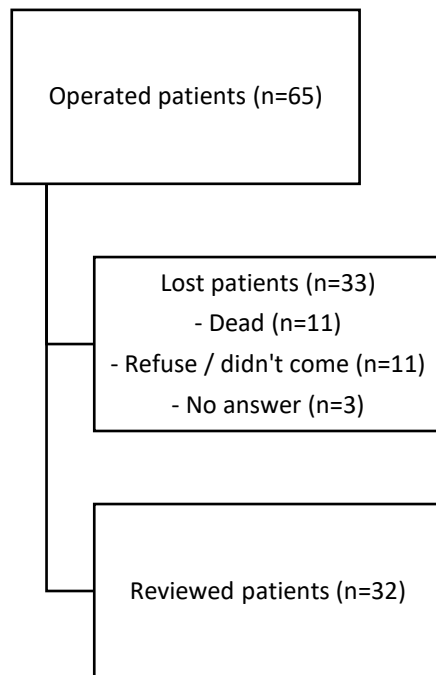 Operated patients (n=65)
Lost patients (n=33)
- Dead (n=11)
- Refuse / didn't come (n=11)
- No answer (n=3)
Reviewed patients (n=32)